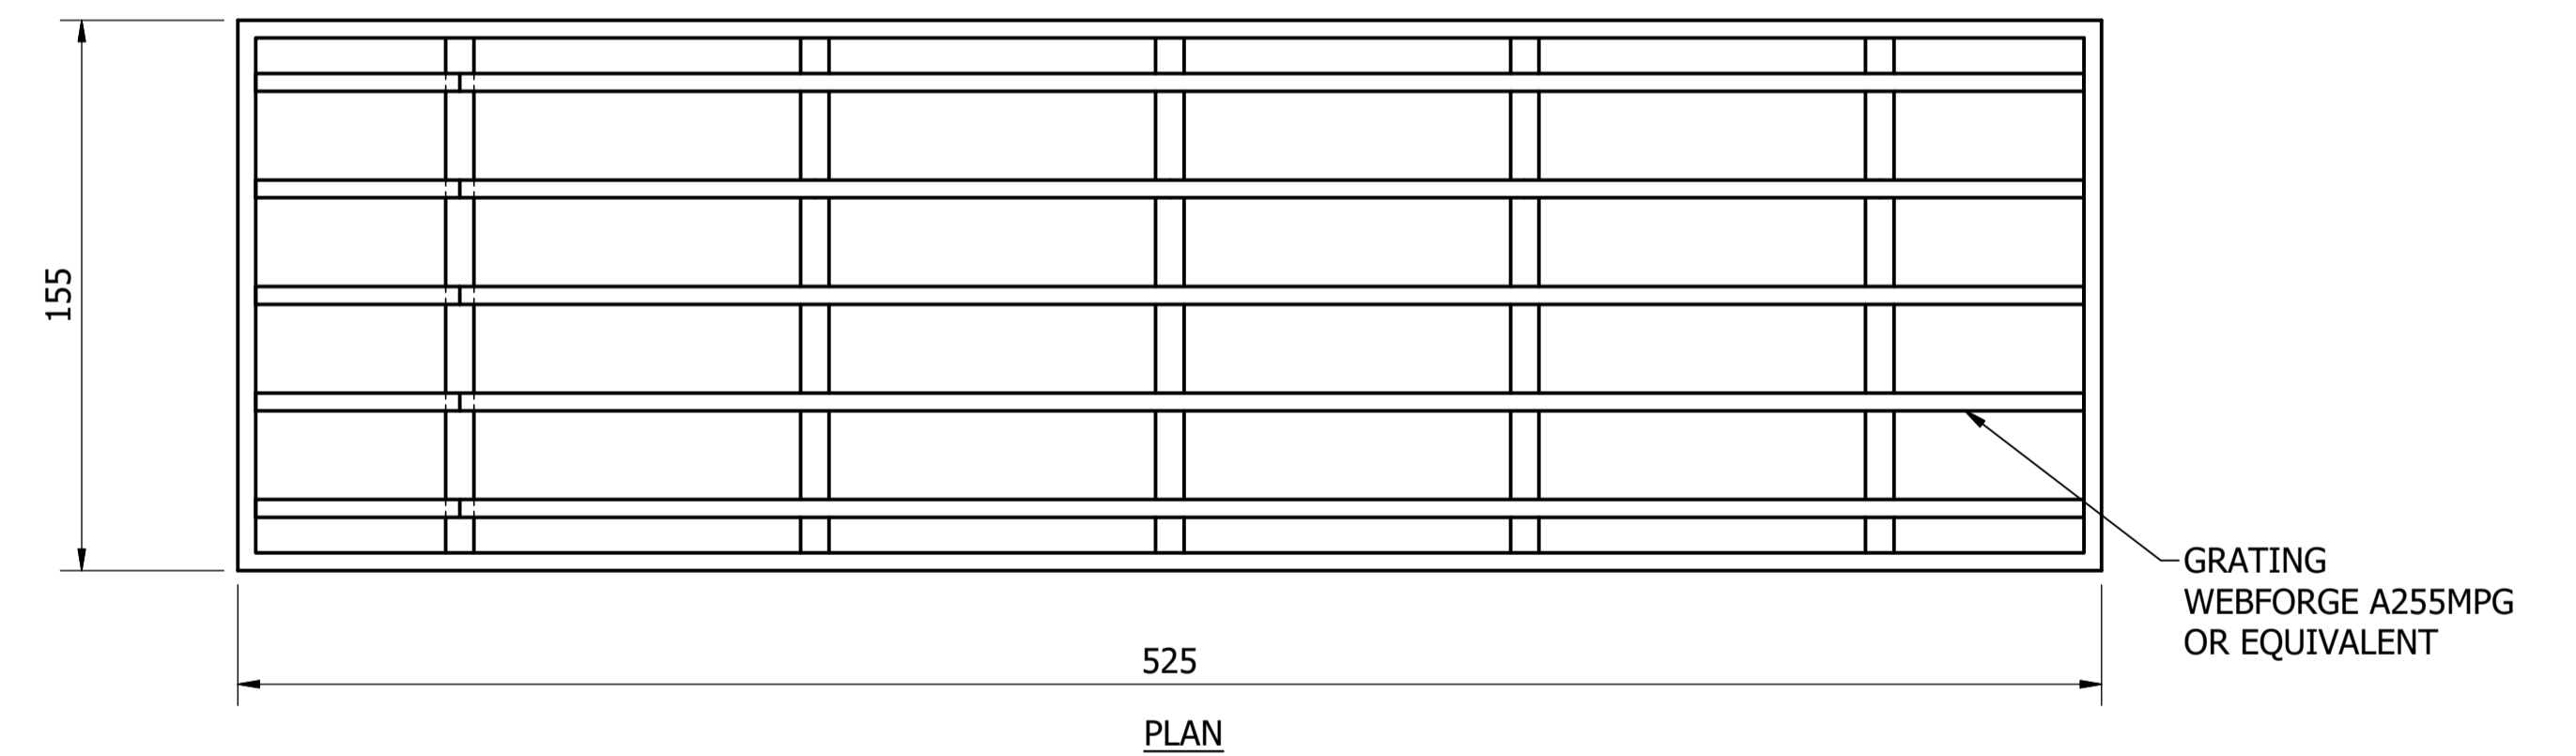 155
GRATING
WEBFORGE A255MPG
OR EQUIVALENT
525
PLAN